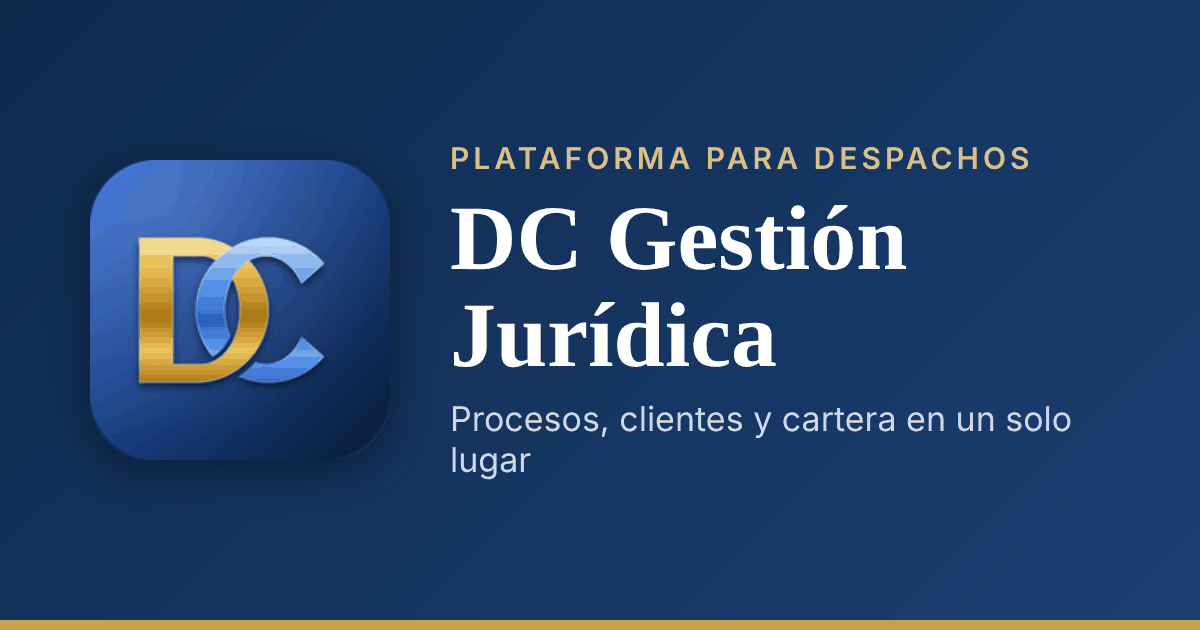 DC
PLATAFORMA PARA DESPACHOS
DC Gestión
Jurídica
Procesos, clientes y cartera en un solo
lugar